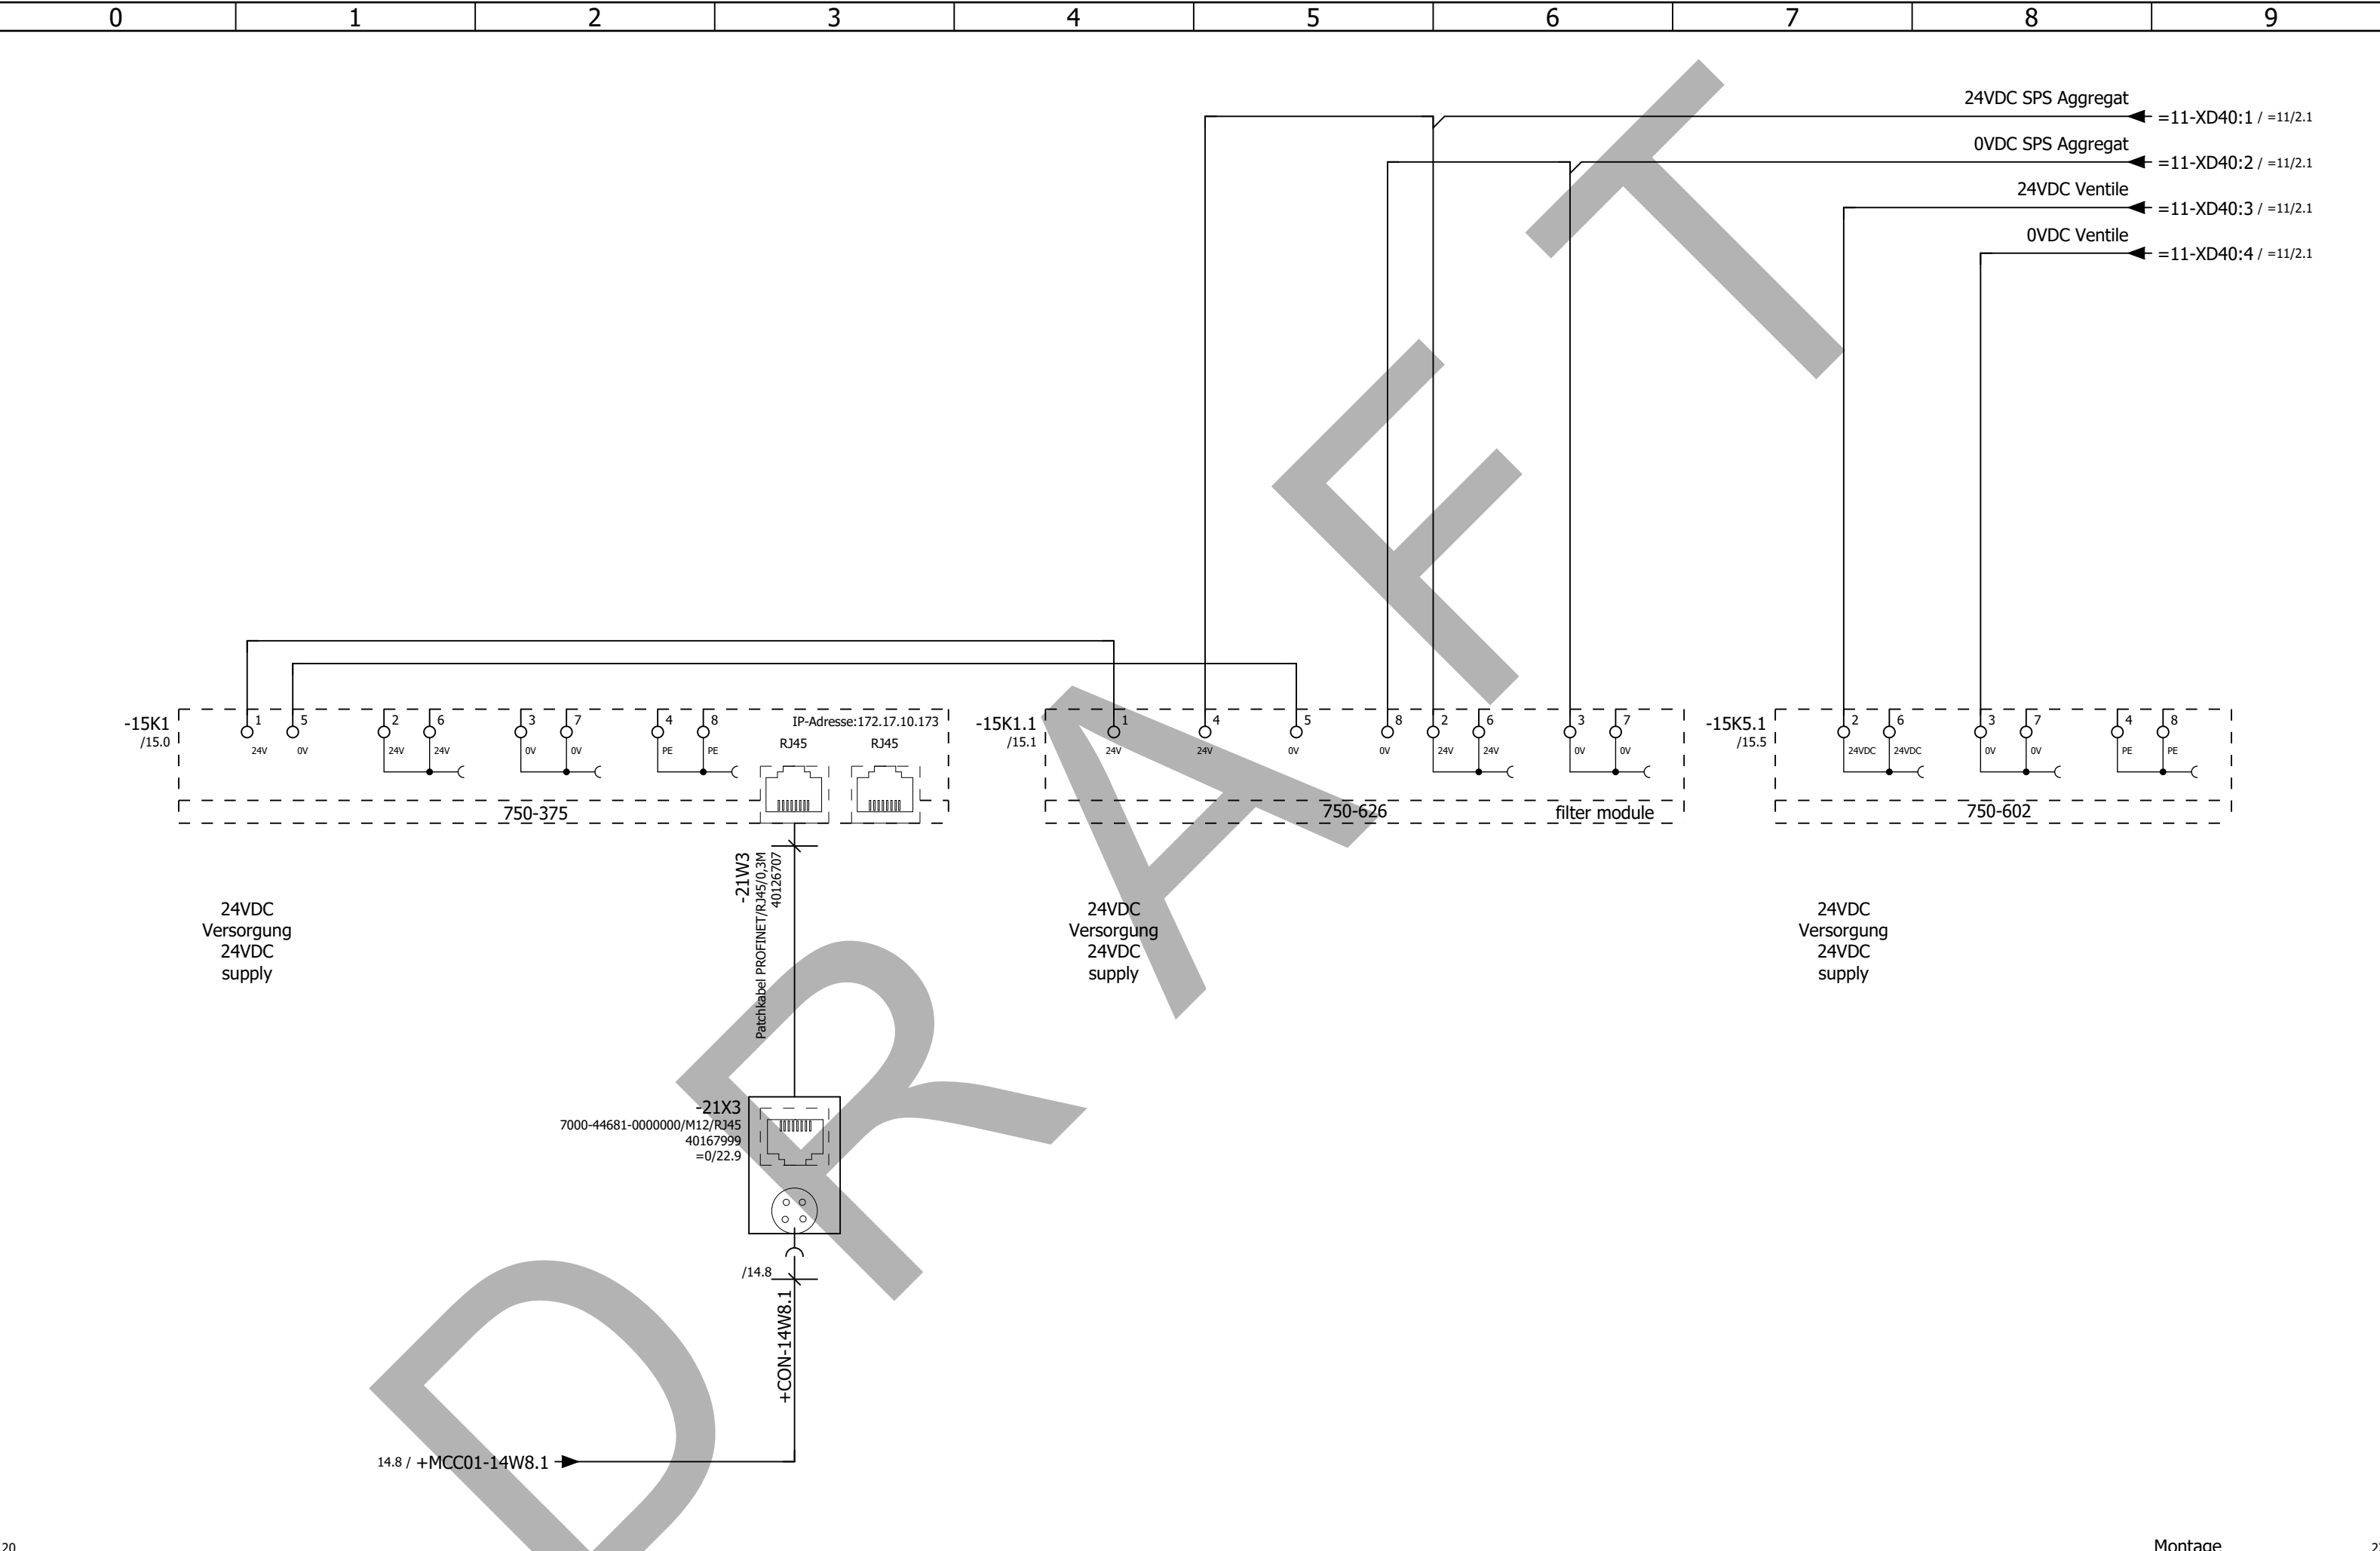 0 1 2 3 4 5 6 7 8 9
24VDC SPS Aggregat
=11-XD40:1 / =11/2.1
0VDC SPS Aggregat
=11-XD40:2 / =11/2.1
24VDC Ventile
=11-XD40:3 / =11/2.1
0VDC Ventile
=11-XD40:4 / =11/2.1
-15K1
/15.0
1 5 2 6 3 7 4 8
24V 0V 24V 24V 0V 0V PE PE
IP-Adresse:172.17.10.173
RJ45 RJ45
750-375
-15K1.1
/15.1
1 4 5 8 2 6 3 7
24V 24V 0V 0V 24V 24V 0V 0V
750-626
filter module
-15K5.1
/15.5
2 6 3 7 4 8
24VDC 24VDC 0V 0V PE PE
750-602
24VDC
Versorgung
24VDC
supply
24VDC
Versorgung
24VDC
supply
24VDC
Versorgung
24VDC
supply
-21W3
Patchkabel PROFINET/RJ45/0,3M
40126707
-21X3
7000-44681-0000000/M12/RJ45
40167999
=0/22.9
/14.8
+CON-14W8.1
14.8 / +MCC01-14W8.1
DRAFT
20
Montage